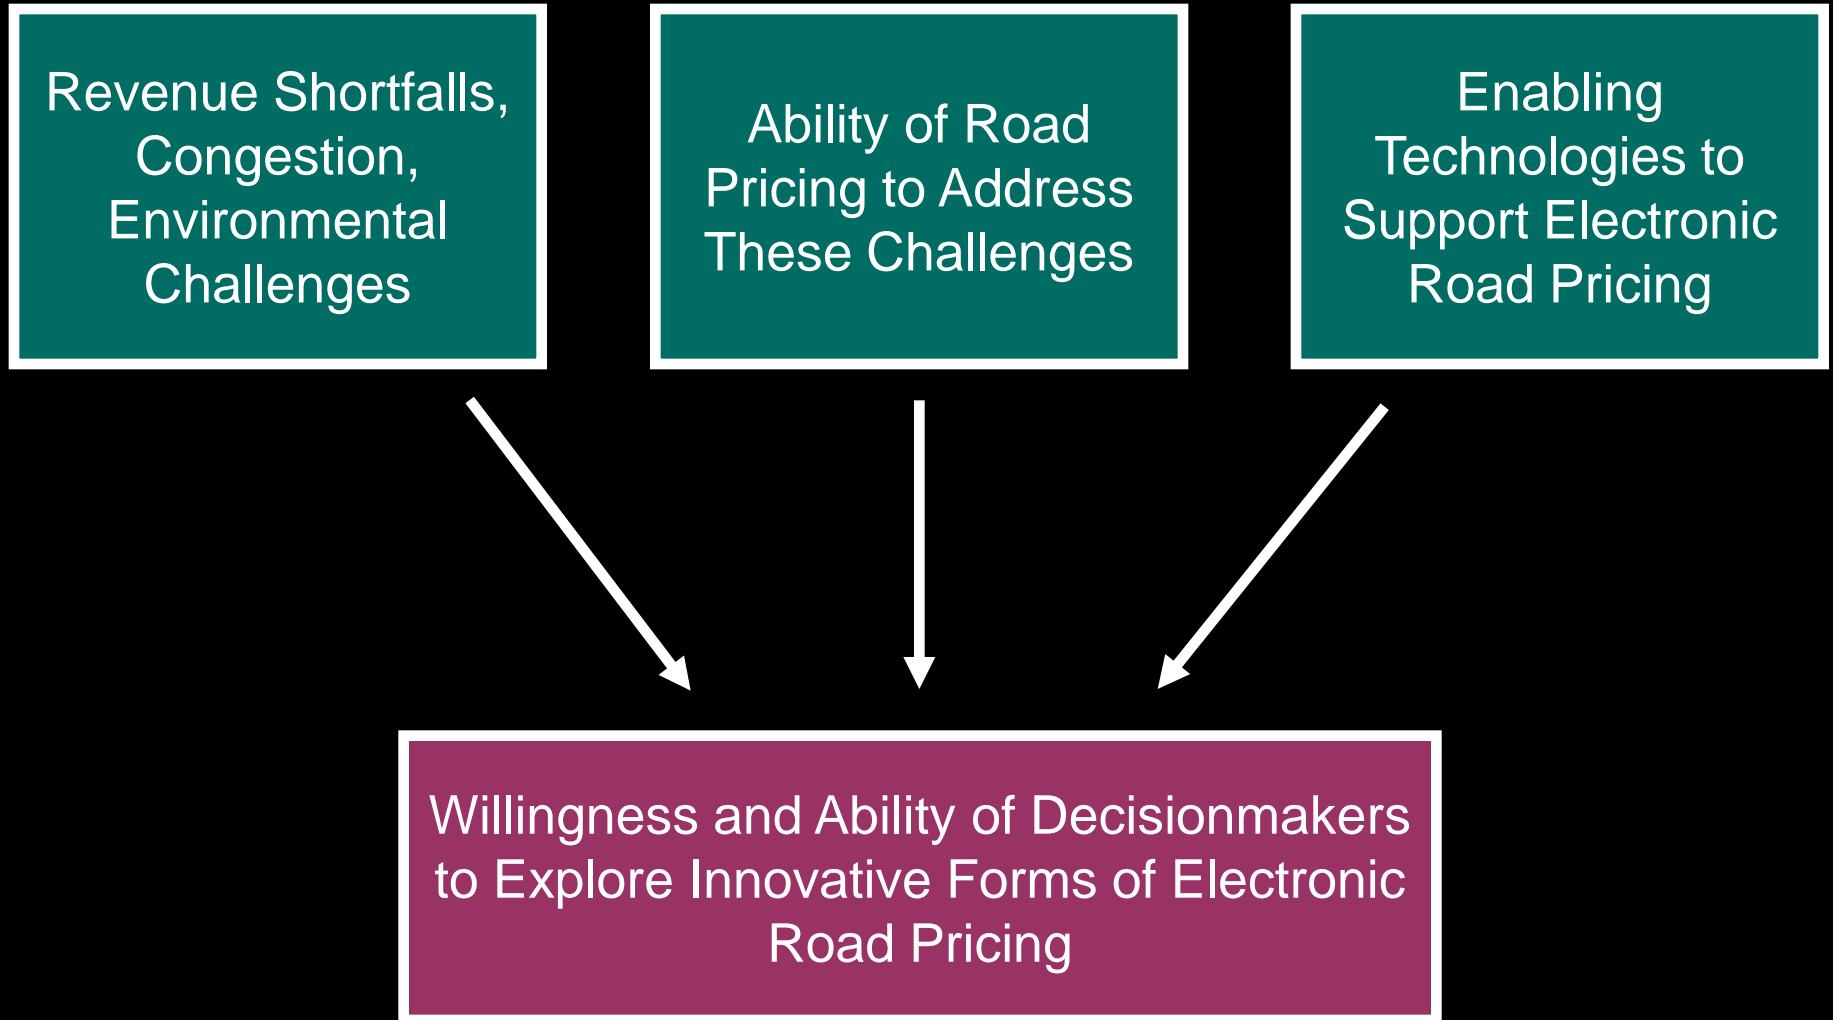 Revenue Shortfalls,
Congestion,
Environmental
Challenges
Ability of Road
Pricing to Address
These Challenges
Enabling
Technologies to
Support Electronic
Road Pricing
Willingness and Ability of Decisionmakers
to Explore Innovative Forms of Electronic
Road Pricing